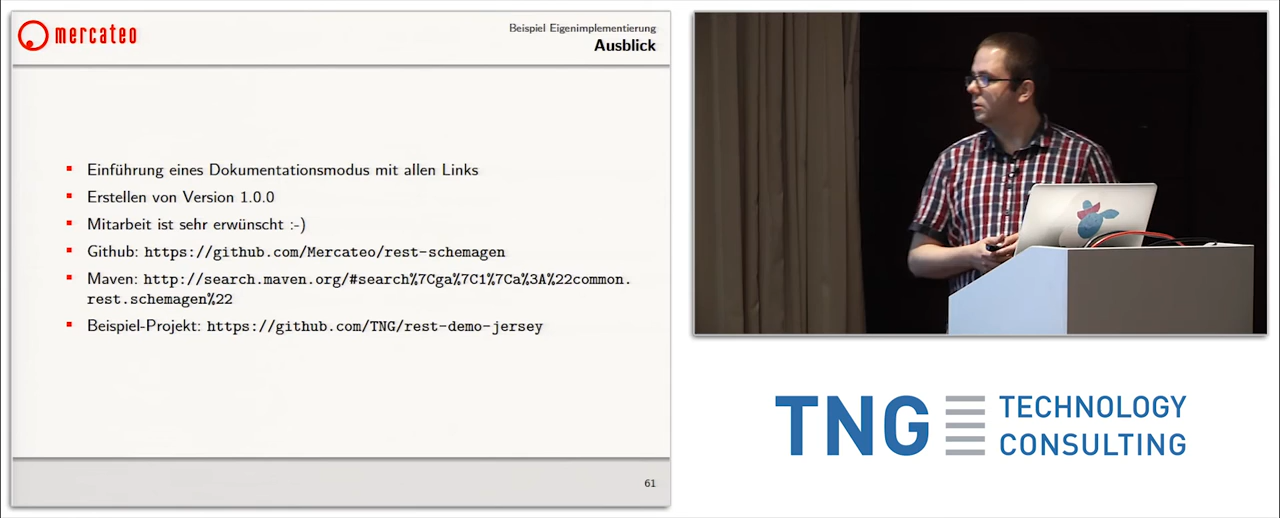 mercateo
Beispiel Eigenimplementierung
Ausblick
Einführung eines Dokumentationsmodus mit allen Links
Erstellen von Version 1.0.0
Mitarbeit ist sehr erwünscht :-)
Github: https://github.com/Mercateo/rest-schemagen
Maven: http://search.maven.org/#search%7Cga%7C1%7Ca%3A%22common.
rest.schemagen%22
Beispiel-Projekt: https://github.com/TNG/rest-demo-jersey
61
TNG TECHNOLOGY
CONSULTING